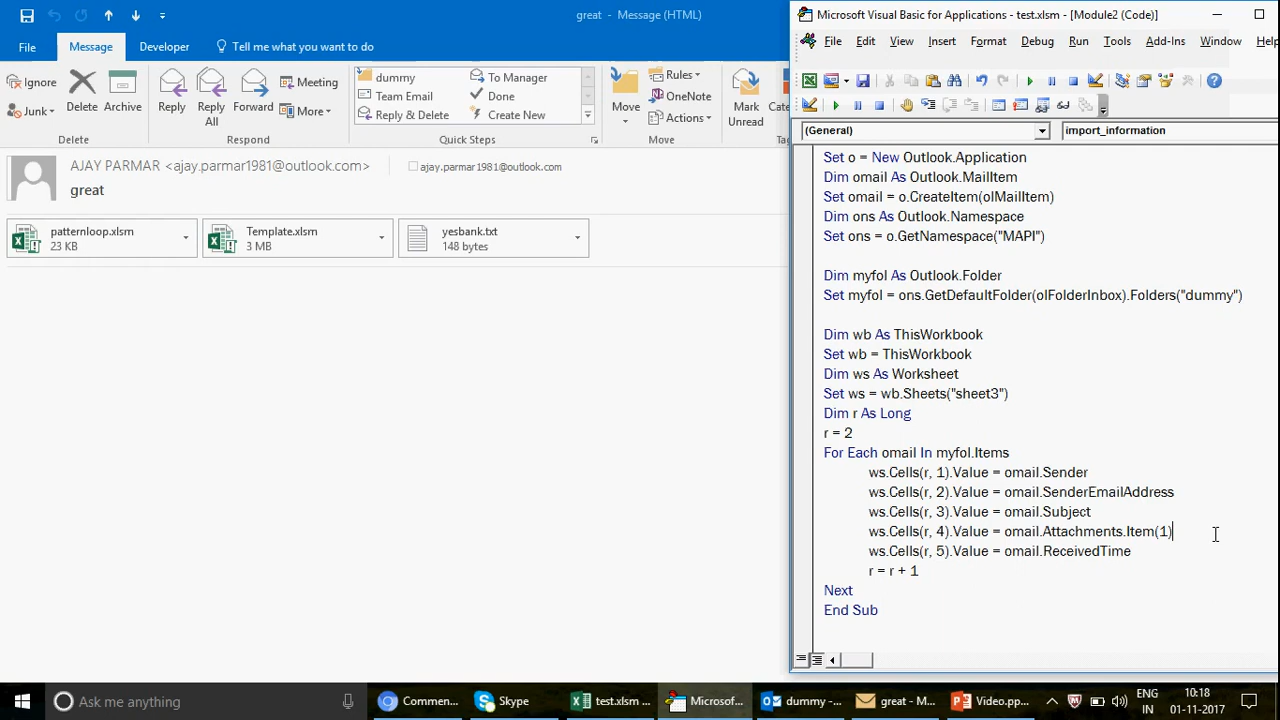 great - Message (HTML)
File
Message
Developer
Tell me what you want to do
Ignore
Junk
Delete
Archive
Delete
Reply
Reply All
Forward
Meeting
More
Respond
dummy
Team Email
Reply & Delete
To Manager
Done
Create New
Quick Steps
Move
Rules
OneNote
Actions
Move
Mark Unread
AJAY PARMAR <ajay.parmar1981@outlook.com>
ajay.parmar1981@outlook.com
great
patternloop.xlsm
23 KB
Template.xlsm
3 MB
yesbank.txt
148 bytes
Microsoft Visual Basic for Applications - test.xlsm - [Module2 (Code)]
File Edit View Insert Format Debug Run Tools Add-Ins Window Help
(General)
import_information
Set o = New Outlook.Application
Dim omail As Outlook.MailItem
Set omail = o.CreateItem(olMailItem)
Dim ons As Outlook.Namespace
Set ons = o.GetNamespace("MAPI")
Dim myfol As Outlook.Folder
Set myfol = ons.GetDefaultFolder(olFolderInbox).Folders("dummy")
Dim wb As ThisWorkbook
Set wb = ThisWorkbook
Dim ws As Worksheet
Set ws = wb.Sheets("sheet3")
Dim r As Long
r = 2
For Each omail In myfol.Items
ws.Cells(r, 1).Value = omail.Sender
ws.Cells(r, 2).Value = omail.SenderEmailAddress
ws.Cells(r, 3).Value = omail.Subject
ws.Cells(r, 4).Value = omail.Attachments.Item(1)
ws.Cells(r, 5).Value = omail.ReceivedTime
r = r + 1
Next
End Sub
Ask me anything
Commen...
Skype
test.xlsm ...
Microsof...
dummy -...
great - M...
Video.pp...
ENG
IN
10:18
01-11-2017